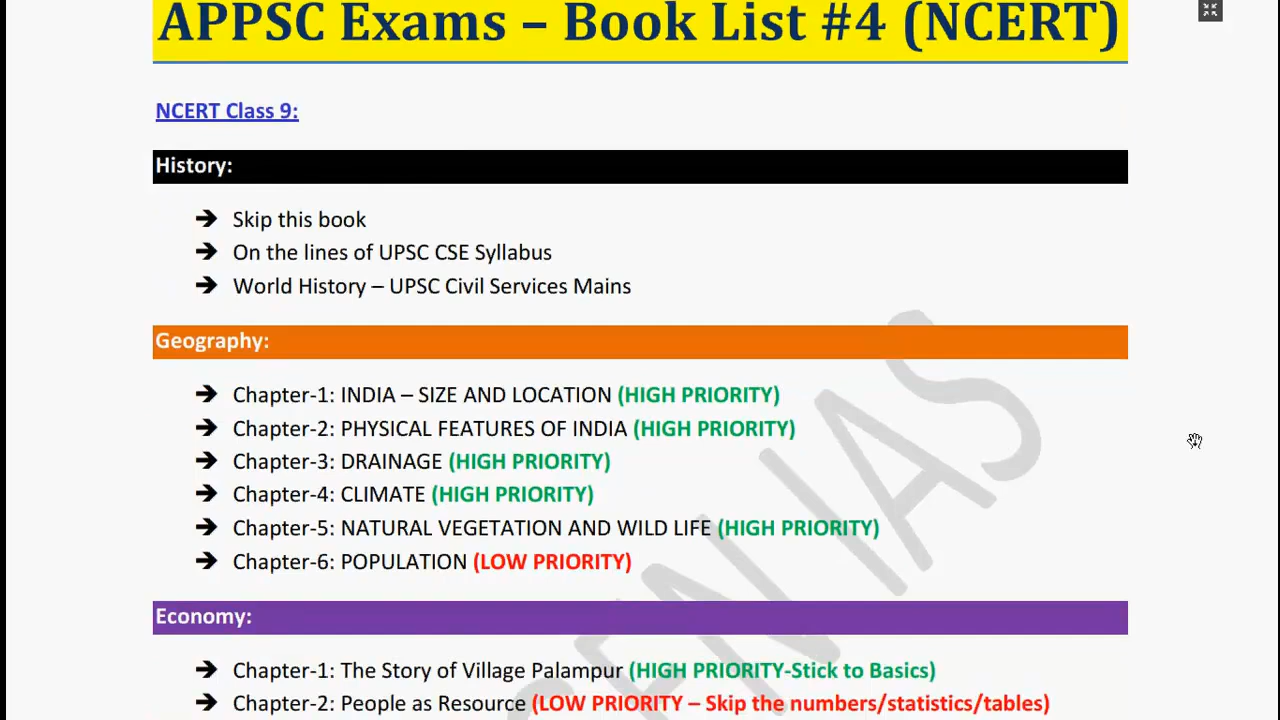 APPSC Exams – Book List #4 (NCERT)
NCERT Class 9:
History:
➔ Skip this book
➔ On the lines of UPSC CSE Syllabus
➔ World History – UPSC Civil Services Mains
Geography:
➔ Chapter-1: INDIA – SIZE AND LOCATION (HIGH PRIORITY)
➔ Chapter-2: PHYSICAL FEATURES OF INDIA (HIGH PRIORITY)
➔ Chapter-3: DRAINAGE (HIGH PRIORITY)
➔ Chapter-4: CLIMATE (HIGH PRIORITY)
➔ Chapter-5: NATURAL VEGETATION AND WILD LIFE (HIGH PRIORITY)
➔ Chapter-6: POPULATION (LOW PRIORITY)
Economy:
➔ Chapter-1: The Story of Village Palampur (HIGH PRIORITY-Stick to Basics)
➔ Chapter-2: People as Resource (LOW PRIORITY – Skip the numbers/statistics/tables)
IAS